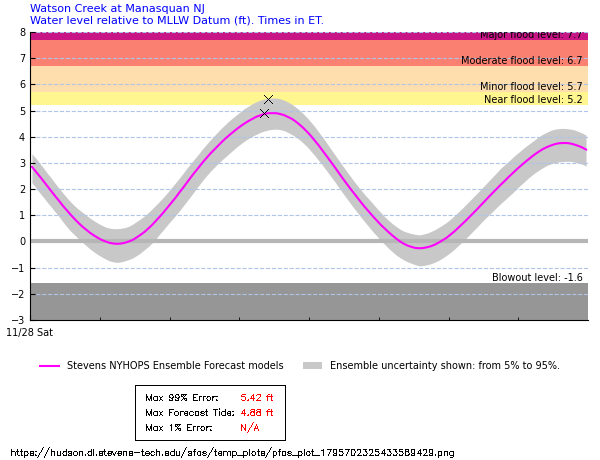 Watson Creek at Manasquan NJ
Water level relative to MLLW Datum (ft). Times in ET.
8
Major flood level: 7.7
7
Moderate flood level: 6.7
6
Minor flood level: 5.7
Near flood level: 5.2
5
4
3
2
1
0
−1
Blowout level: -1.6
−2
−3
11/28 Sat
Stevens NYHOPS Ensemble Forecast models
Ensemble uncertainty shown: from 5% to 95%.
Max 99% Error: 5.42 ft
Max Forecast Tide: 4.88 ft
Max 1% Error: N/A
https://hudson.dl.stevens-tech.edu/sfas/temp_plots/pfas_plot_1795702325433589429.png